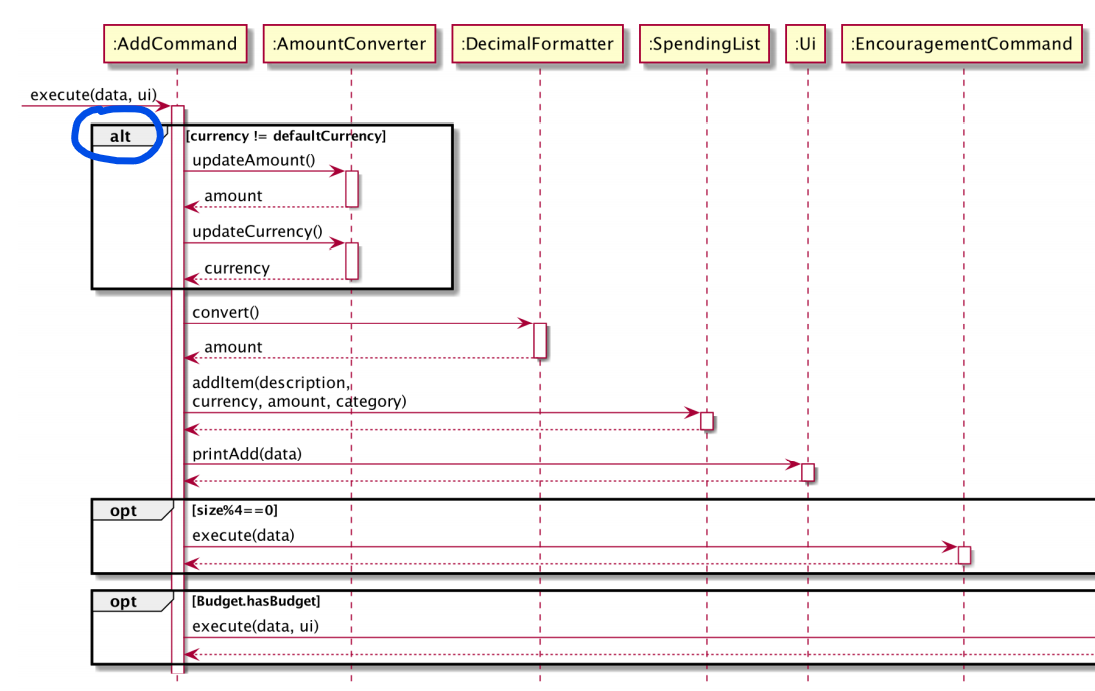 :AddCommand :AmountConverter :DecimalFormatter :SpendingList :Ui :EncouragementCommand
execute(data, ui)
alt [currency != defaultCurrency]
updateAmount()
amount
updateCurrency()
currency
convert()
amount
addItem(description,
currency, amount, category)
printAdd(data)
opt [size%4==0]
execute(data)
opt [Budget.hasBudget]
execute(data, ui)